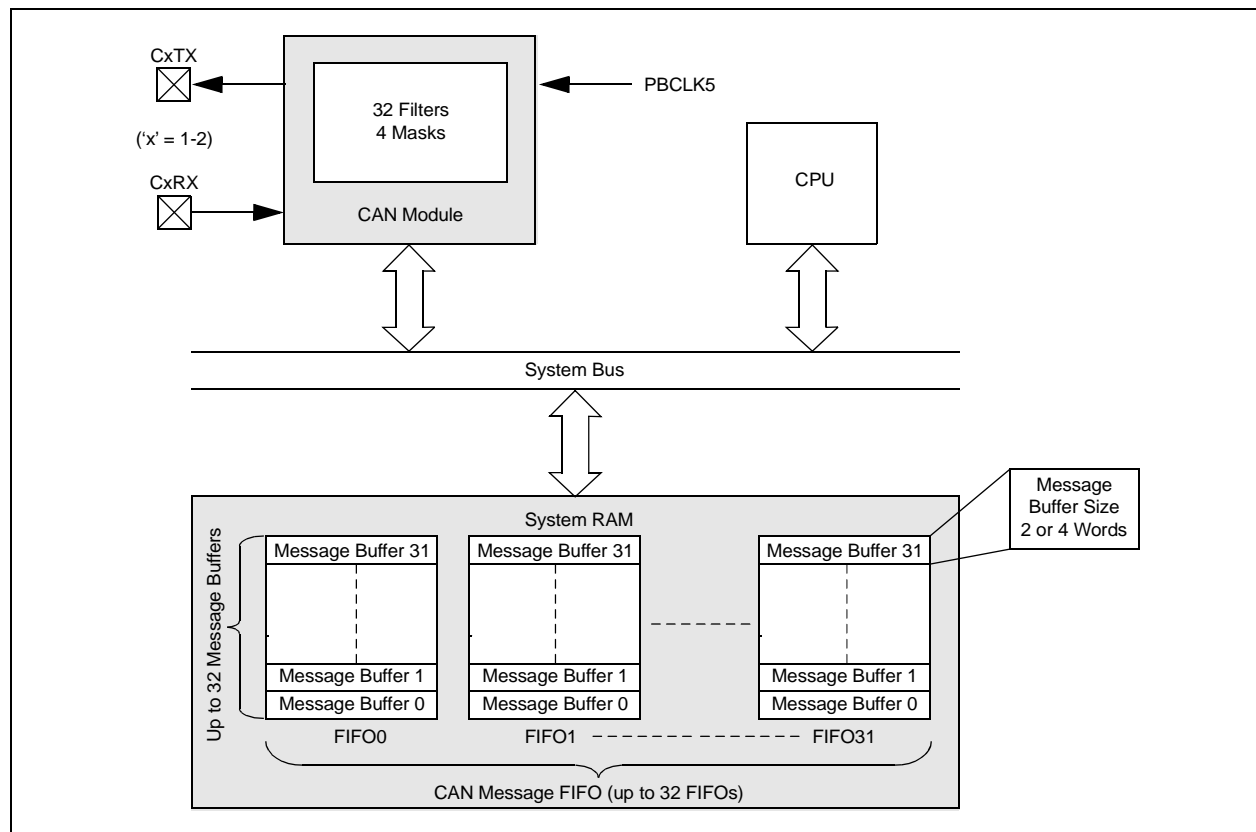 CxTX
PBCLK5
32 Filters
4 Masks
(‘x’ = 1-2)
CPU
CxRX
CAN Module
System Bus
Message
Buffer Size
2 or 4 Words
System RAM
Up to 32 Message Buffers
Message Buffer 31
Message Buffer 31
Message Buffer 31
Message Buffer 1
Message Buffer 1
Message Buffer 1
Message Buffer 0
Message Buffer 0
Message Buffer 0
FIFO0
FIFO1
FIFO31
CAN Message FIFO (up to 32 FIFOs)